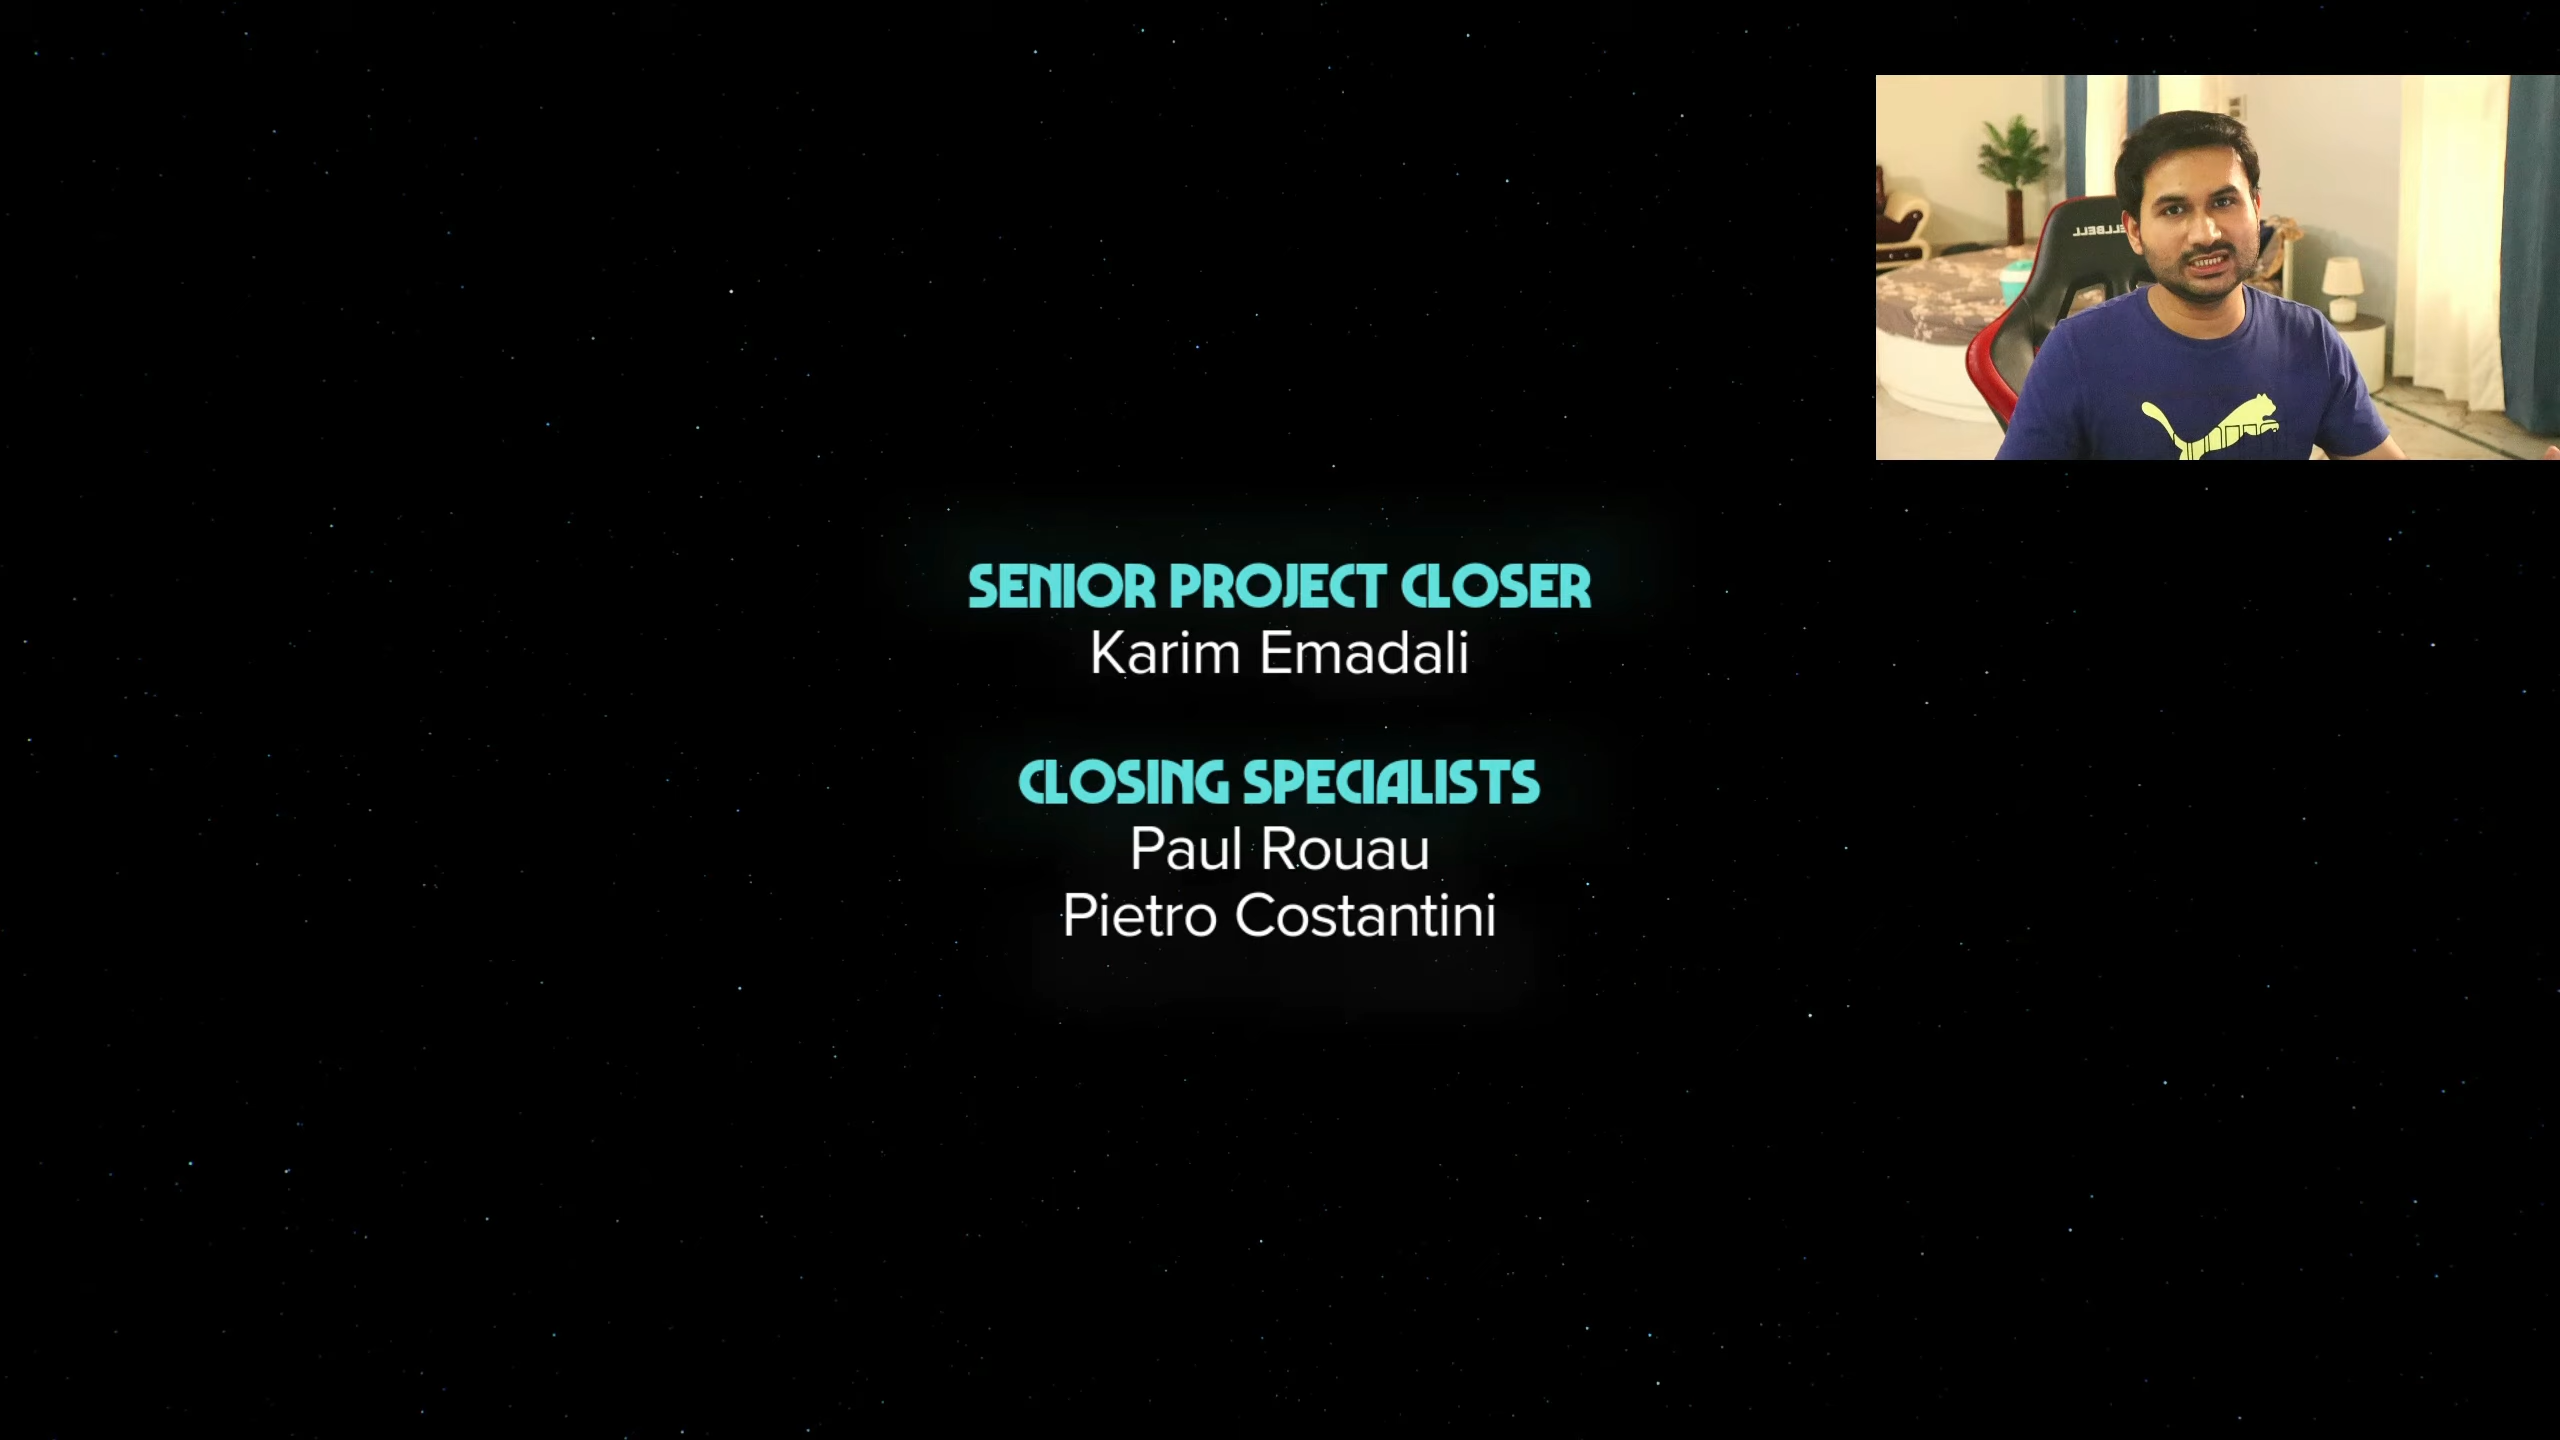 SENIOR PROJECT CLOSER
Karim Emadali
CLOSING SPECIALISTS
Paul Rouau
Pietro Costantini